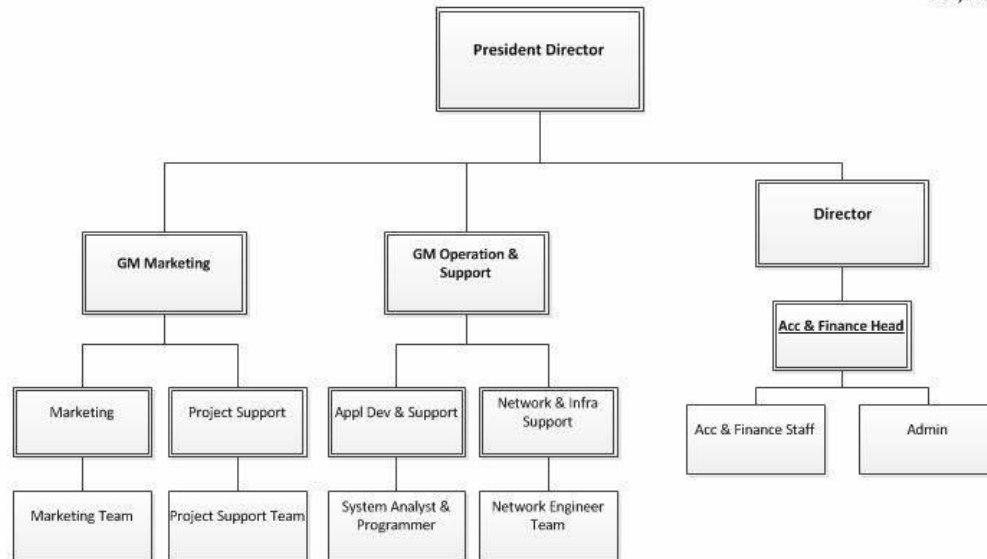 President Director
Director
GM Marketing
GM Operation &
Support
Acc & Finance Head
Marketing
Project Support
Appl Dev & Support
Network & Infra
Support
Acc & Finance Staff
Admin
Marketing Team
Project Support Team
System Analyst &
Programmer
Network Engineer
Team